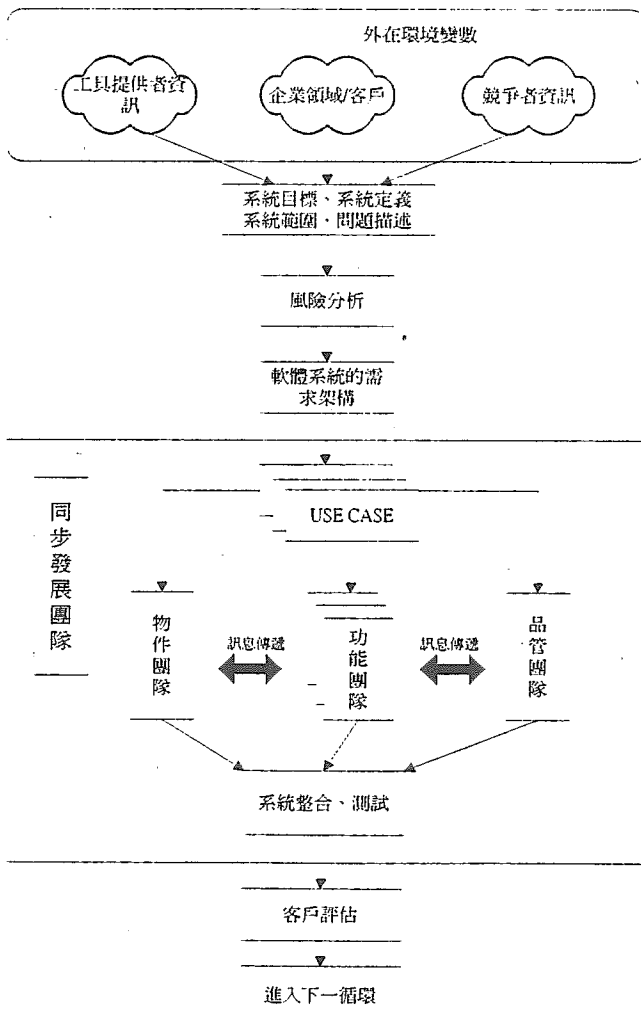 外在環境變數
工具提供者資
訊
企業領域/客戶
競爭者資訊
系統目標、系統定義
系統範圍、問題描述
風險分析
軟體系統的需
求架構
同步發展團隊
USE CASE
物件團隊
訊息傳遞
功能團隊
訊息傳遞
品管團隊
系統整合、測試
客戶評估
進入下一循環